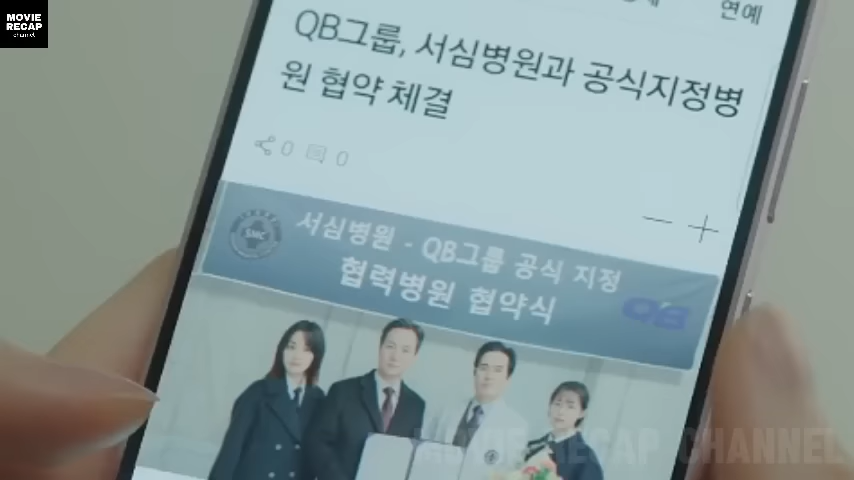 MOVIE
RECAP
channel
연예
QB그룹, 서심병원과 공식지정병
원 협약 체결
0 0
SMC
서심병원 - QB그룹 공식 지정
협력병원 협약식
QB
MOVIE RECAP CHANNEL